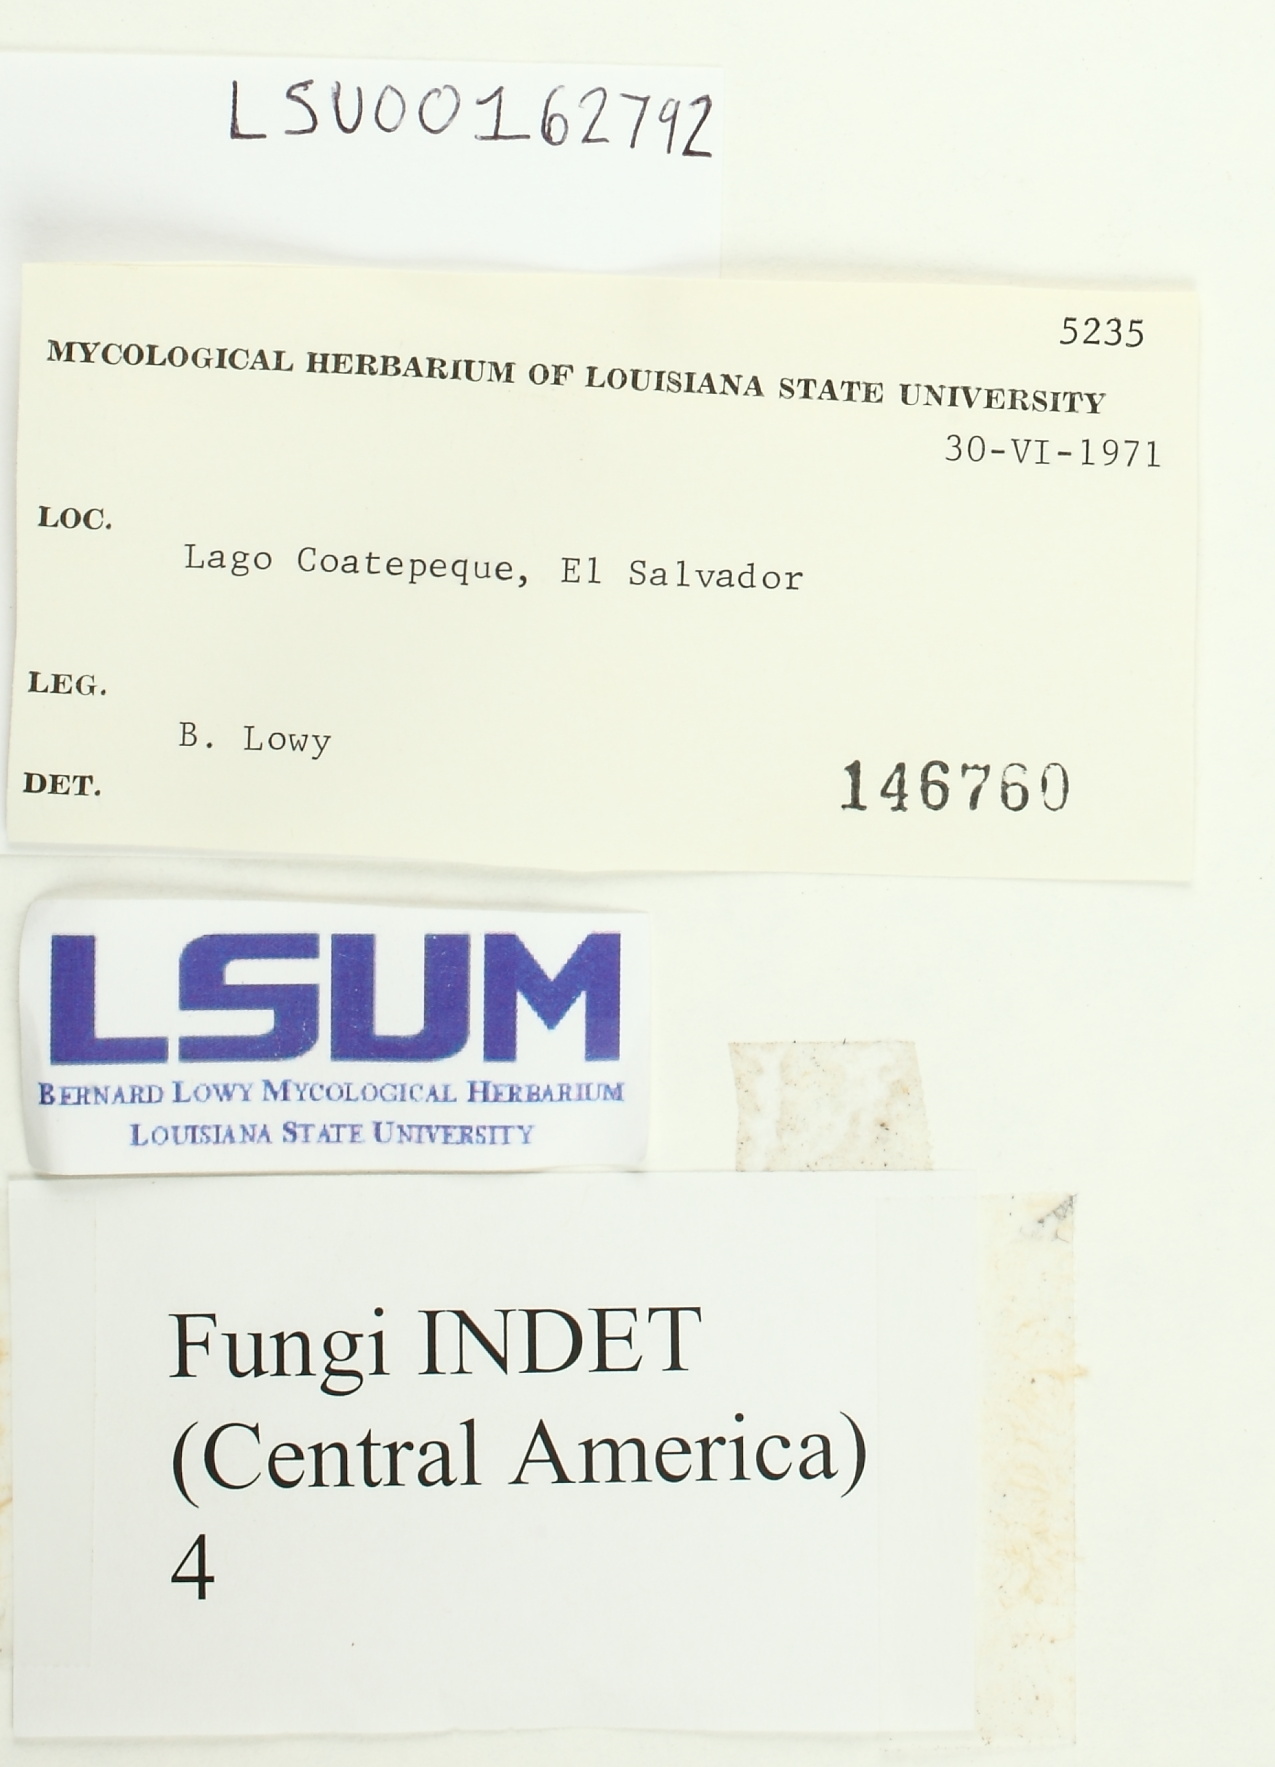 LSU00162792
5235
MYCOLOGICAL HERBARIUM OF LOUISIANA STATE UNIVERSITY
30-VI-1971
LOC.
Lago Coatepeque, El Salvador
LEG.
B. Lowy
DET.
146760
LSUM
BERNARD LOWY MYCOLOGICAL HERBARIUM
LOUISIANA STATE UNIVERSITY
Fungi INDET
(Central America)
4